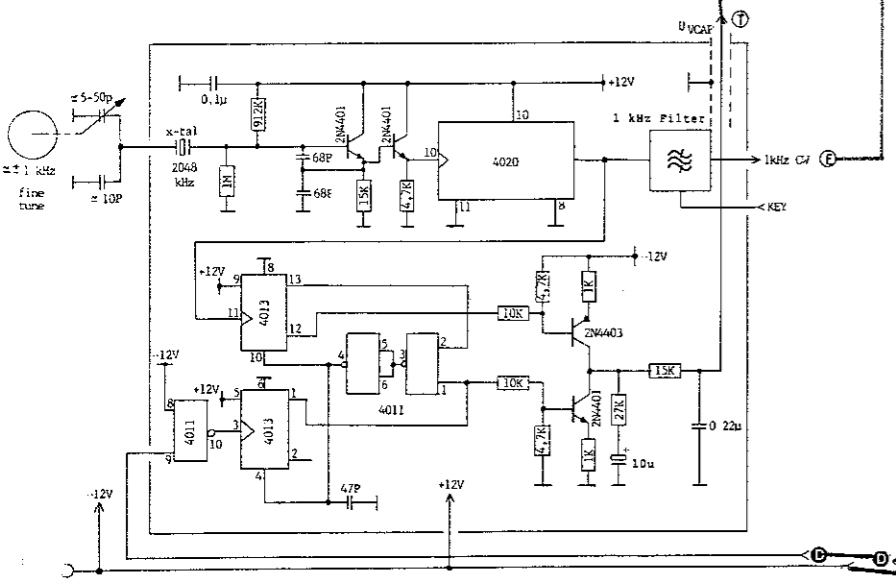 U VCAP T
≃5-50p
0,1µ
912K
2N4401
2N4401
+12V
1 kHz Filter
x-tal
2048
kHz
≃± 1 kHz
fine
tune
≃ 10P
1M
68P
68P
15K
4,7K
10
10
4020
11
8
1kHz CW E
KEY
+12V
9
8
13
11
4013
12
10
4,7K
1K
-12V
10K
2N4403
4
5
6
3
2
1
4011
10K
15K
-12V
8
4011
9
10
+12V
5
6
1
3
4013
2
4
4,7K
2N4401
1K
27K
10u
0 22µ
47P
-12V
+12V
D
D